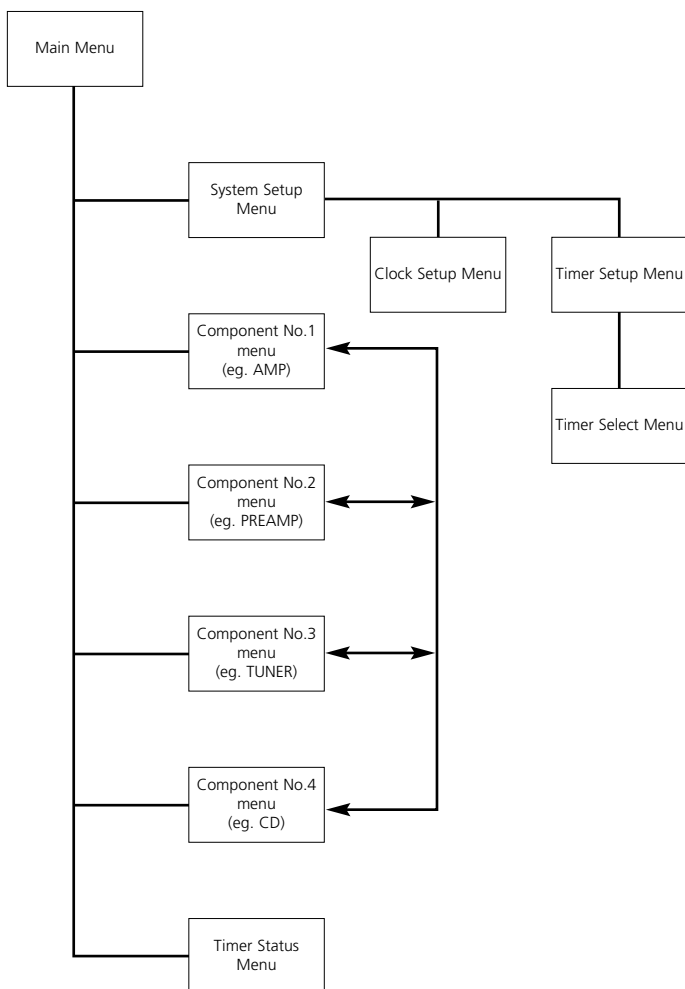 Main Menu
System Setup
Menu
Clock Setup Menu
Timer Setup Menu
Component No.1
menu
(eg. AMP)
Timer Select Menu
Component No.2
menu
(eg. PREAMP)
Component No.3
menu
(eg. TUNER)
Component No.4
menu
(eg. CD)
Timer Status
Menu